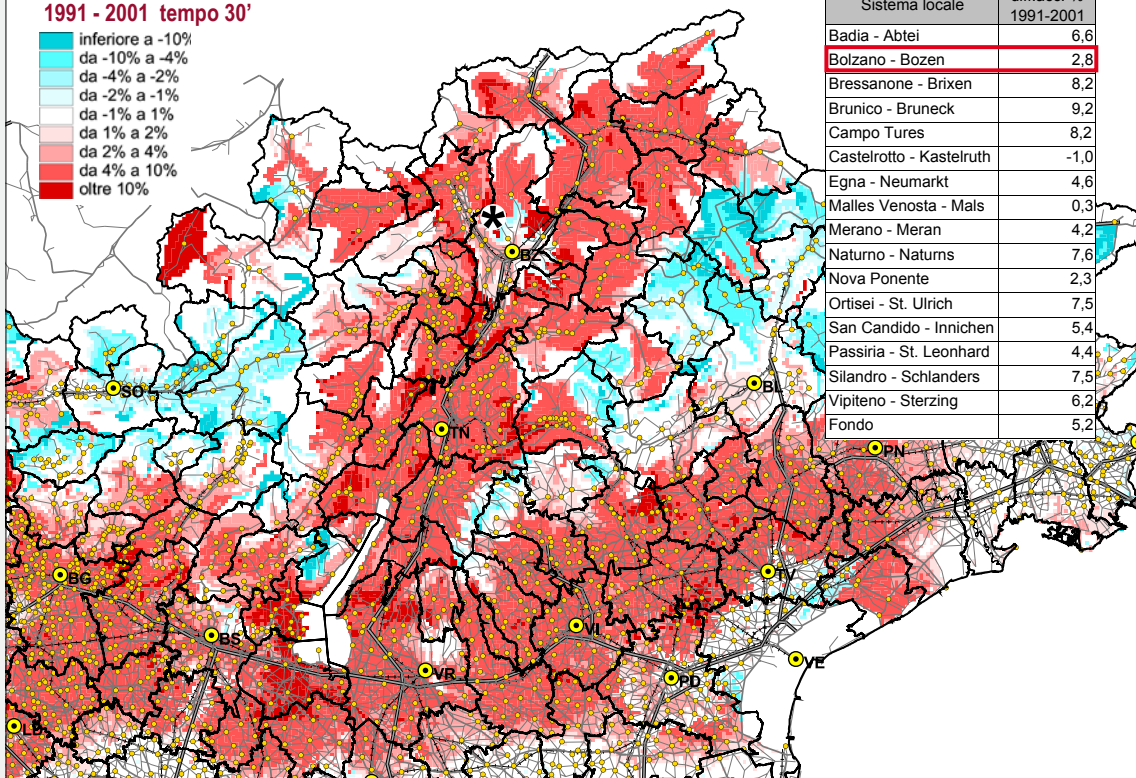 1991 - 2001 tempo 30’
inferiore a -10%
da -10% a -4%
da -4% a -2%
da -2% a -1%
da -1% a 1%
da 1% a 2%
da 2% a 4%
da 4% a 10%
oltre 10%
Sistema locale
1991-2001
Badia - Abtei 6,6
Bolzano - Bozen 2,8
Bressanone - Brixen 8,2
Brunico - Bruneck 9,2
Campo Tures 8,2
Castelrotto - Kastelruth -1,0
Egna - Neumarkt 4,6
Malles Venosta - Mals 0,3
Merano - Meran 4,2
Naturno - Naturns 7,6
Nova Ponente 2,3
Ortisei - St. Ulrich 7,5
San Candido - Innichen 5,4
Passiria - St. Leonhard 4,4
Silandro - Schlanders 7,5
Vipiteno - Sterzing 6,2
Fondo 5,2
*
BZ
SO
BL
TN
PN
BG
TV
BS
VI
VR
PD
VE
LO